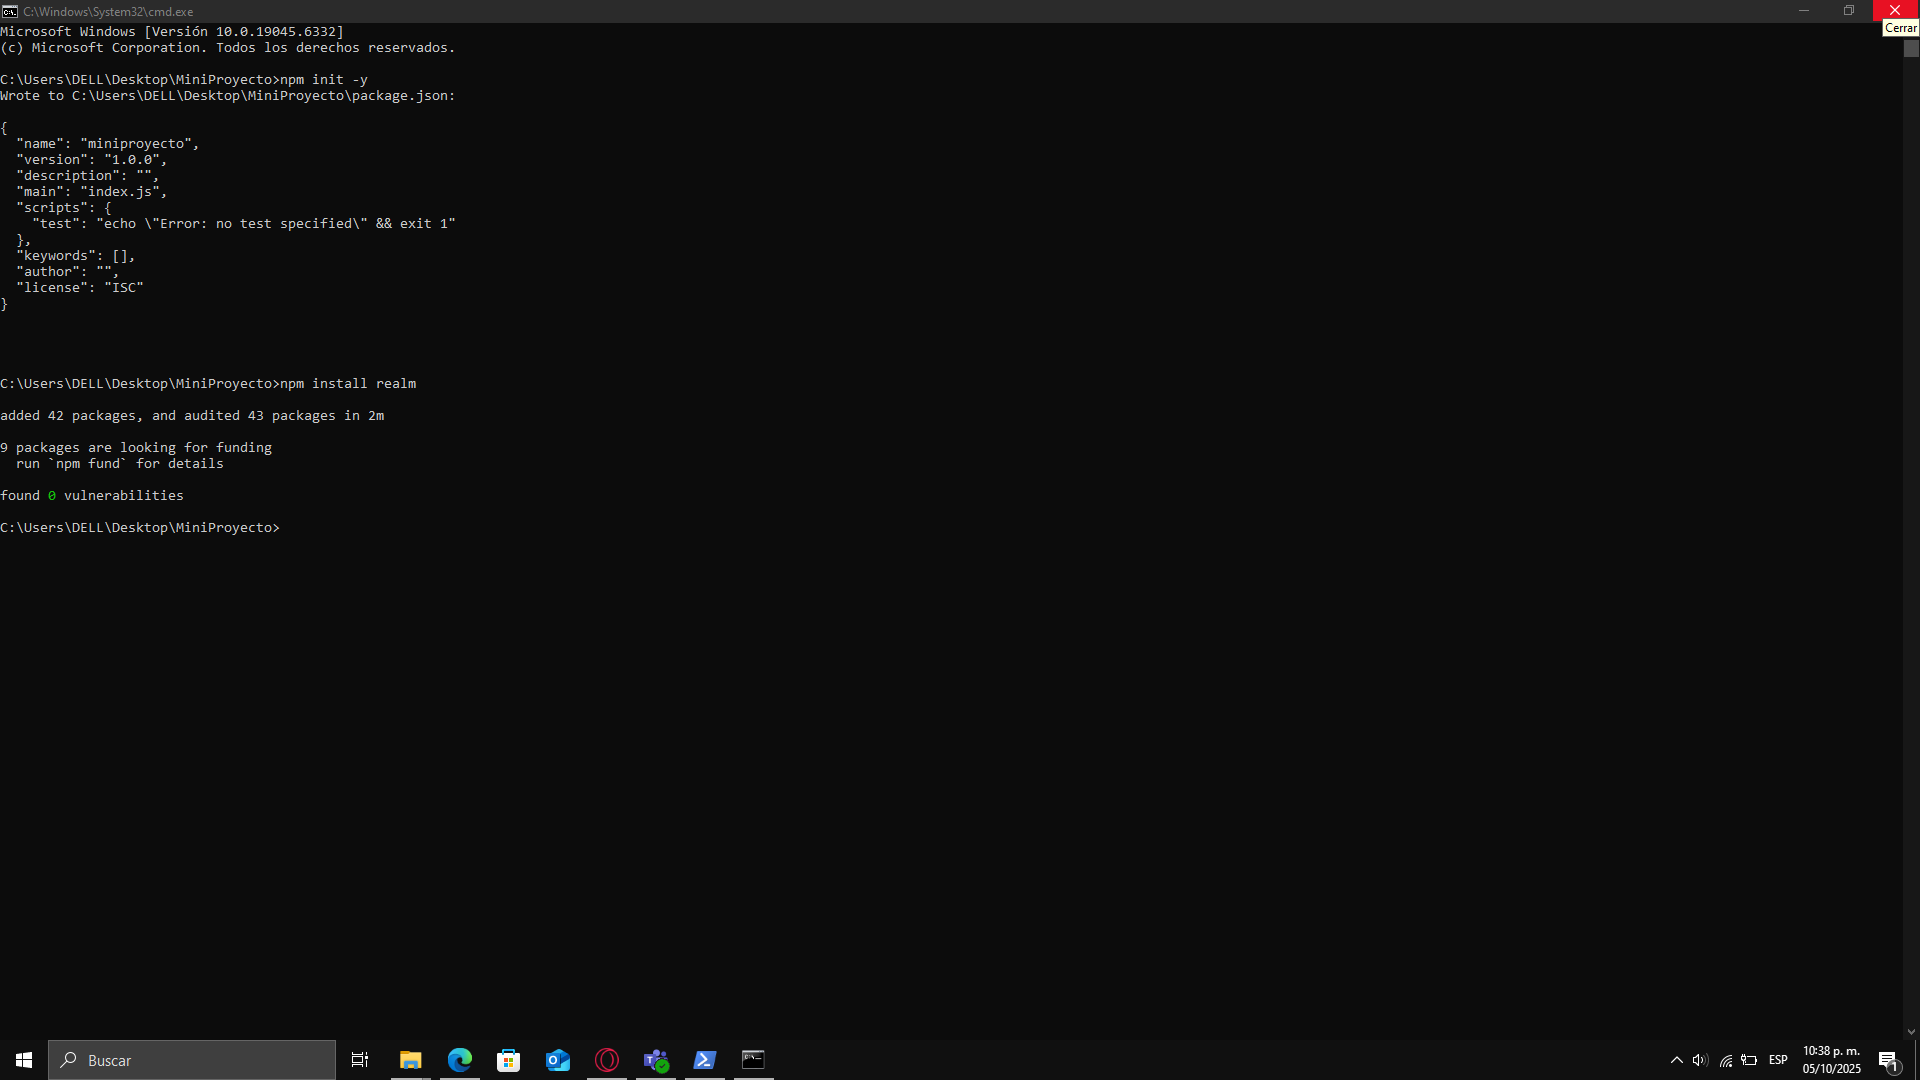 C:\Windows\System32\cmd.exe
Cerrar
Microsoft Windows [Versión 10.0.19045.6332]
(c) Microsoft Corporation. Todos los derechos reservados.
C:\Users\DELL\Desktop\MiniProyecto>npm init -y
Wrote to C:\Users\DELL\Desktop\MiniProyecto\package.json:
{
  "name": "miniproyecto",
  "version": "1.0.0",
  "description": "",
  "main": "index.js",
  "scripts": {
    "test": "echo \"Error: no test specified\" && exit 1"
  },
  "keywords": [],
  "author": "",
  "license": "ISC"
}
C:\Users\DELL\Desktop\MiniProyecto>npm install realm
added 42 packages, and audited 43 packages in 2m
9 packages are looking for funding
  run `npm fund` for details
found 0 vulnerabilities
C:\Users\DELL\Desktop\MiniProyecto>
Buscar
ESP
10:38 p. m.
05/10/2025
1